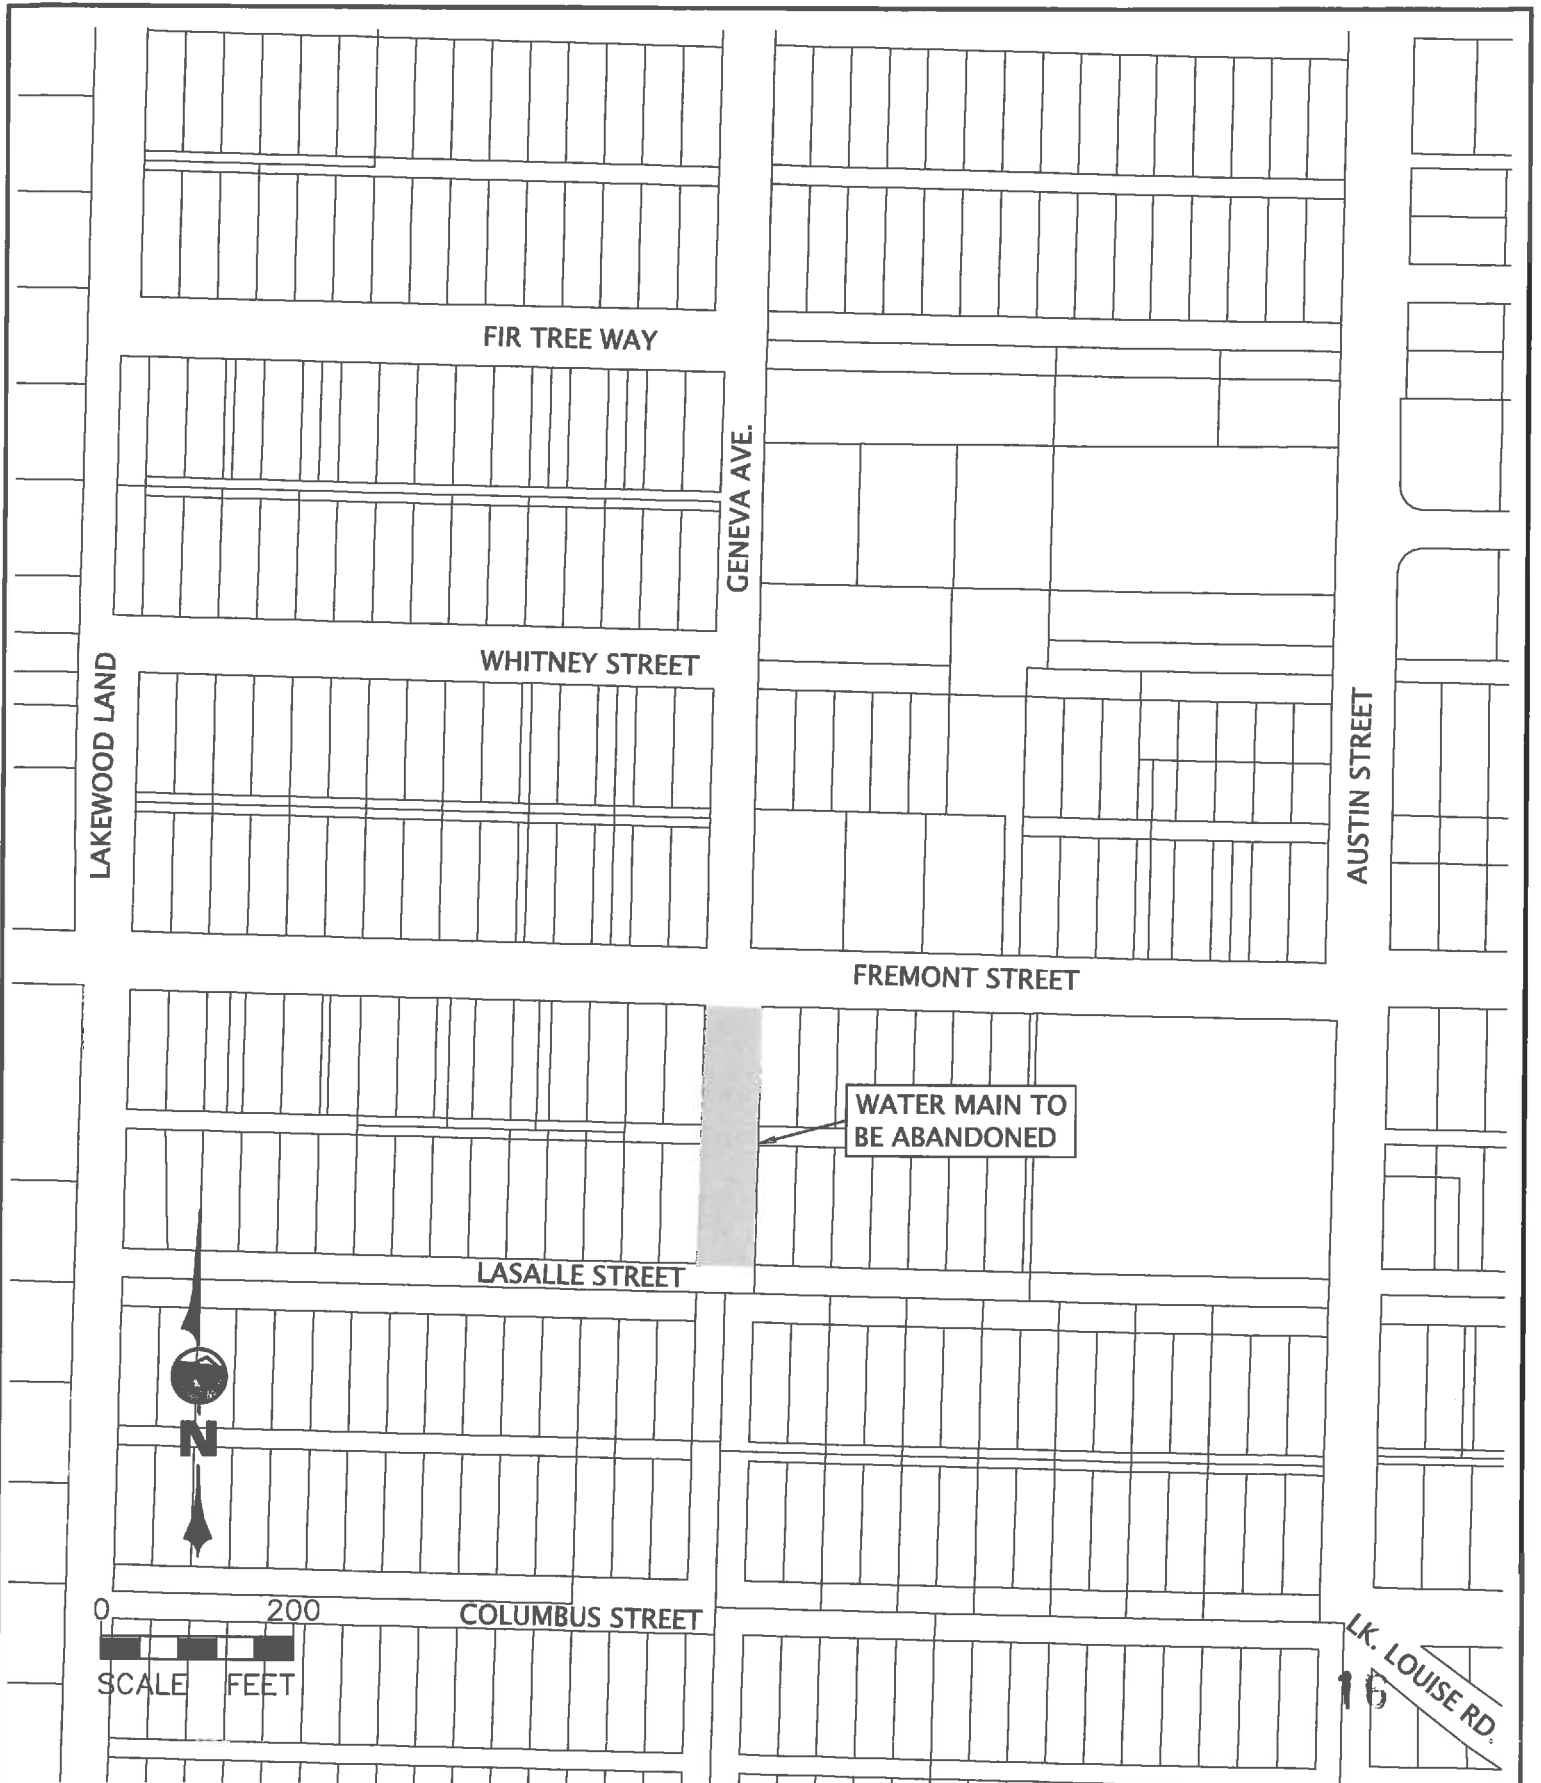 FIR TREE WAY
GENEVA AVE.
WHITNEY STREET
LAKEWOOD LAND
AUSTIN STREET
FREMONT STREET
WATER MAIN TO
BE ABANDONED
LASALLE STREET
N
0 200
COLUMBUS STREET
SCALE FEET
LK. LOUISE RD.
16